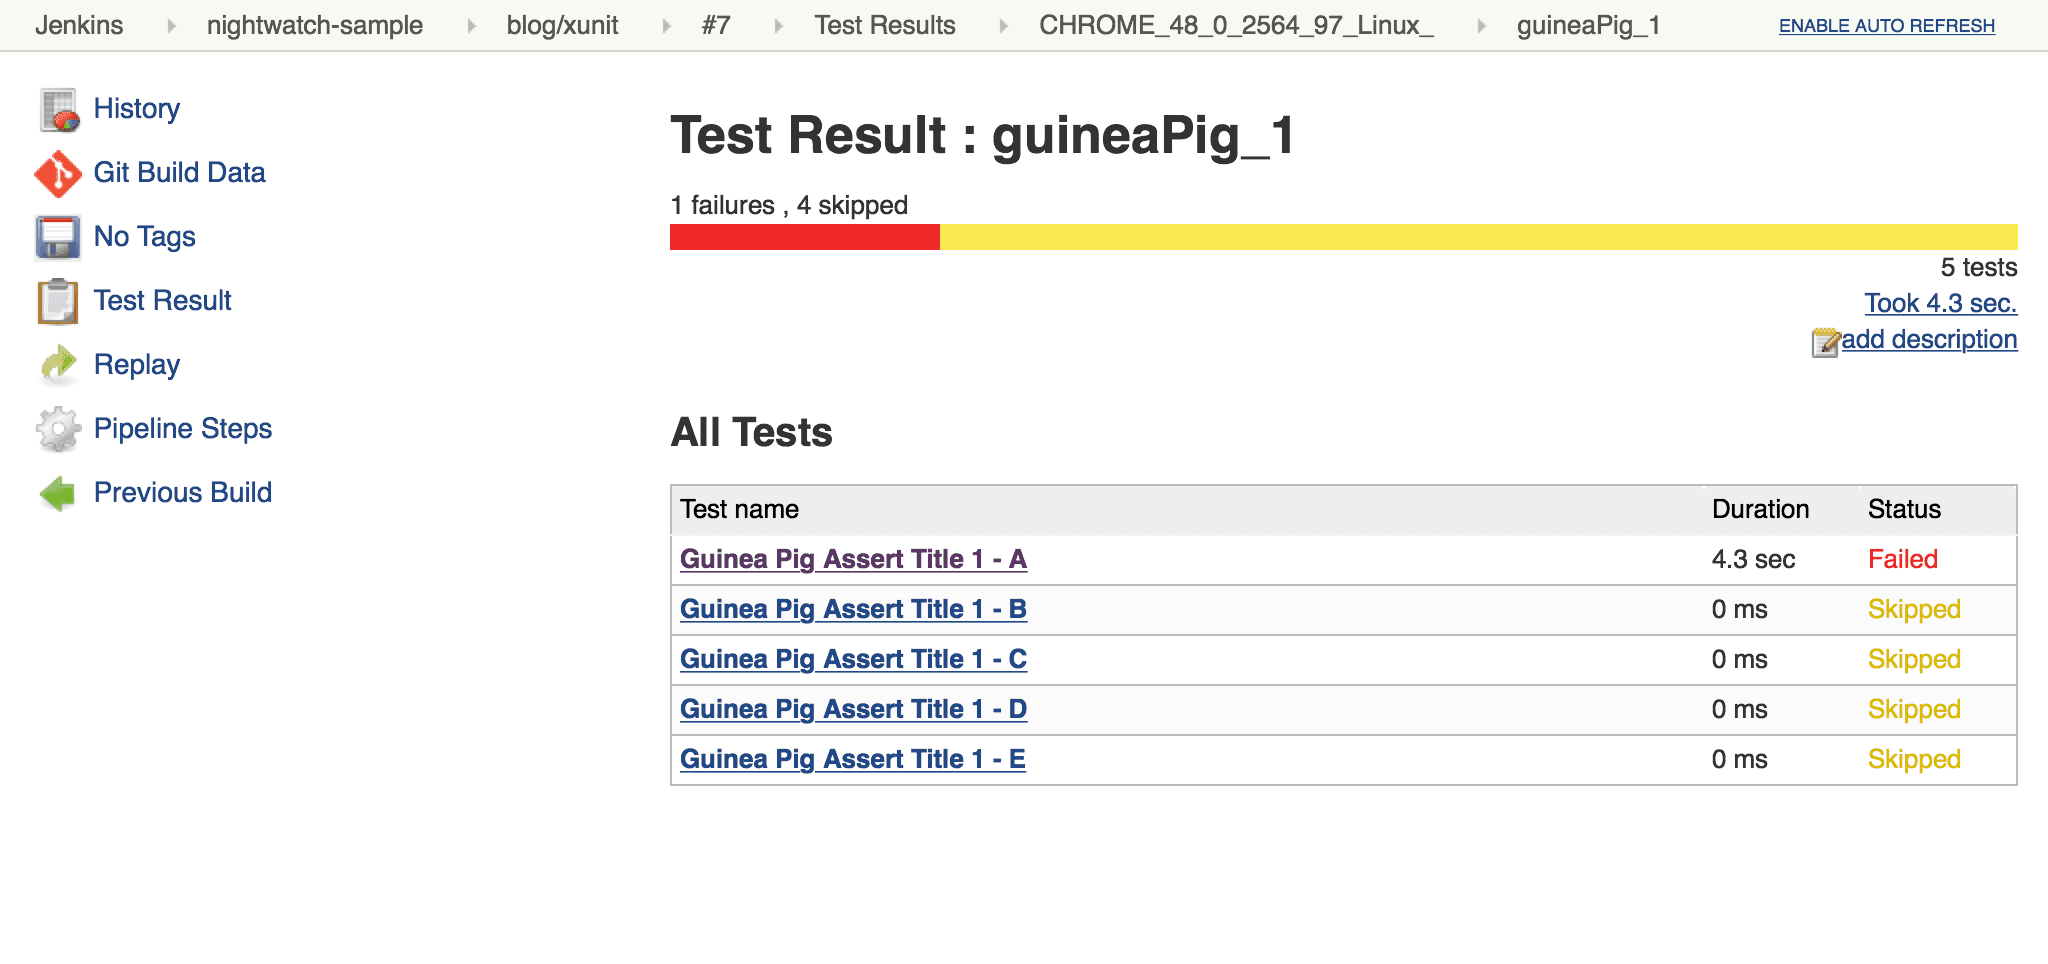 Jenkins nightwatch-sample blog/xunit #7 Test Results CHROME_48_0_2564_97_Linux_ guineaPig_1 ENABLE AUTO REFRESH
History
Git Build Data
No Tags
Test Result
Replay
Pipeline Steps
Previous Build
Test Result : guineaPig_1
1 failures , 4 skipped
5 tests
Took 4.3 sec.
add description
All Tests
Test name Duration Status
Guinea Pig Assert Title 1 - A 4.3 sec Failed
Guinea Pig Assert Title 1 - B 0 ms Skipped
Guinea Pig Assert Title 1 - C 0 ms Skipped
Guinea Pig Assert Title 1 - D 0 ms Skipped
Guinea Pig Assert Title 1 - E 0 ms Skipped